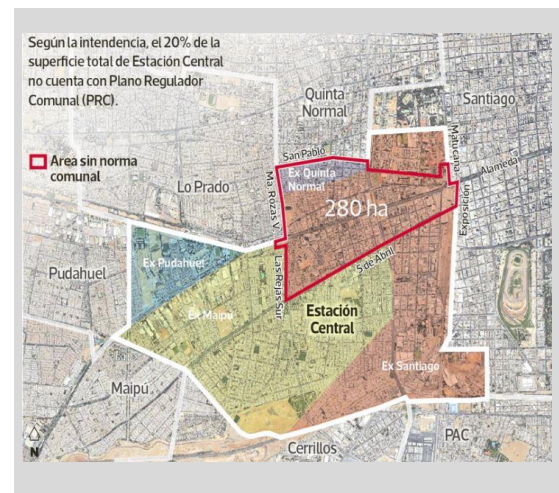 Según la intendencia, el 20% de la
superficie total de Estación Central
no cuenta con Plano Regulador
Comunal (PRC).
Area sin norma
comunal
Quinta
Normal
Santiago
San Pablo
Matucana
Alameda
Lo Prado
Ma. Rozas V.
Ex Quinta
Normal
280 ha
Exposición
Pudahuel
Ex Pudahuel
Las Rejas Sur
5 de Abril
Ex Maipú
Estación
Central
Ex Santiago
Maipú
Cerrillos
PAC
N